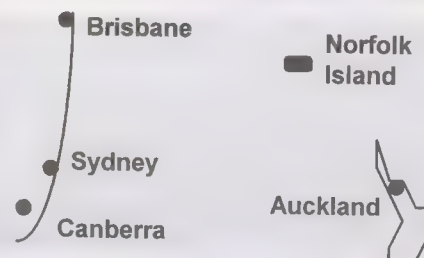 Brisbane
Norfolk
Island
Sydney
Auckland
Canberra